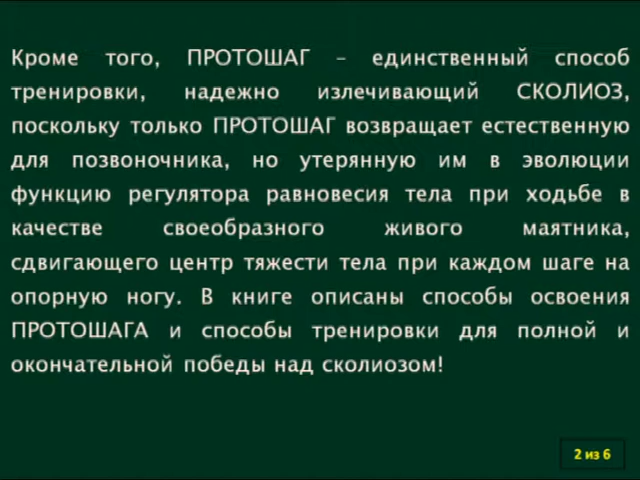 Кроме того, ПРОТОШАГ – единственный способ
тренировки, надежно излечивающий СКОЛИОЗ,
поскольку только ПРОТОШАГ возвращает естественную
для позвоночника, но утерянную им в эволюции
функцию регулятора равновесия тела при ходьбе в
качестве своеобразного живого маятника,
сдвигающего центр тяжести тела при каждом шаге на
опорную ногу. В книге описаны способы освоения
ПРОТОШАГА и способы тренировки для полной и
окончательной победы над сколиозом!
2 из 6